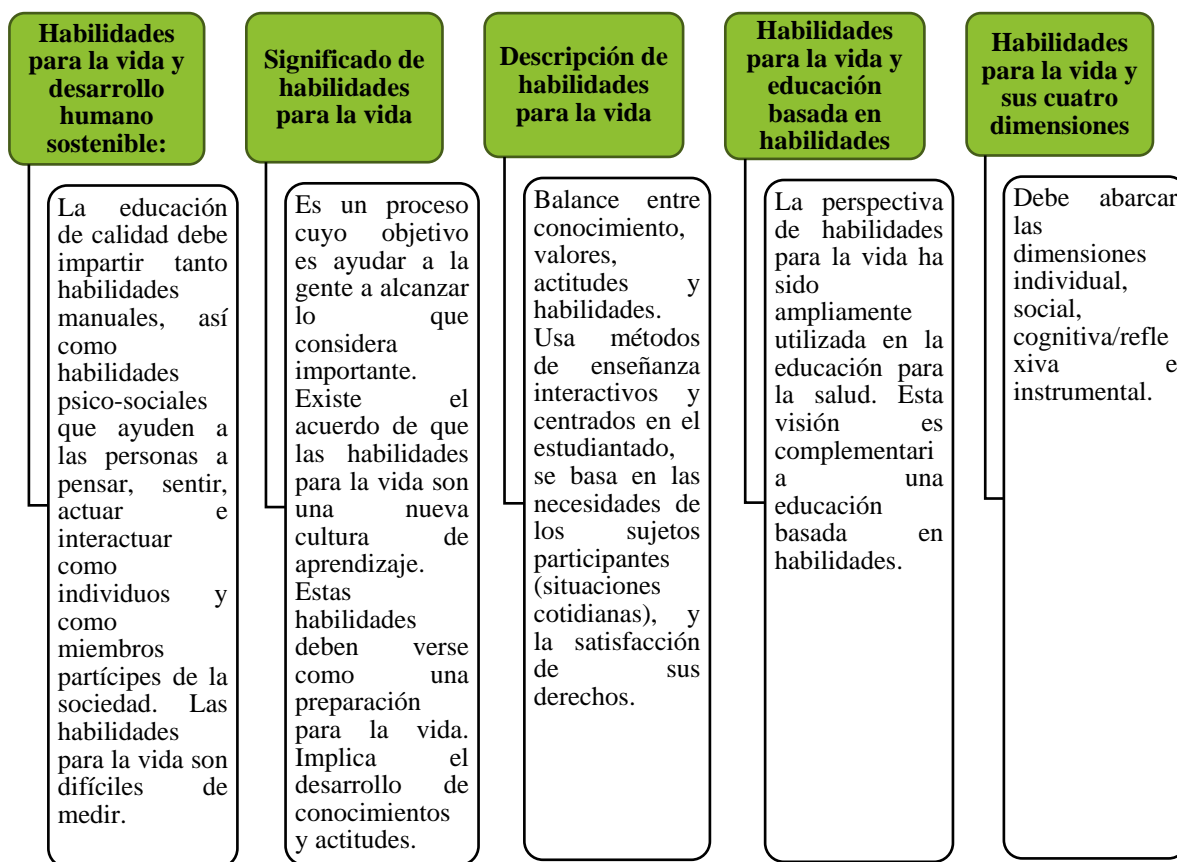 Habilidades
para la vida y
desarrollo
humano
sostenible:
La educación
de calidad debe
impartir tanto
habilidades
manuales, así
como
habilidades
psico-sociales
que ayuden a
las personas a
pensar, sentir,
actuar e
interactuar
como
individuos y
como
miembros
partícipes de la
sociedad. Las
habilidades
para la vida son
difíciles de
medir.
Significado de
habilidades
para la vida
Es un proceso
cuyo objetivo
es ayudar a la
gente a alcanzar
lo que
considera
importante.
Existe el
acuerdo de que
las habilidades
para la vida son
una nueva
cultura de
aprendizaje.
Estas
habilidades
deben verse
como una
preparación
para la vida.
Implica el
desarrollo de
conocimientos
y actitudes.
Descripción de
habilidades
para la vida
Balance entre
conocimiento,
valores,
actitudes y
habilidades.
Usa métodos
de enseñanza
interactivos y
centrados en el
estudiantado,
se basa en las
necesidades de
los sujetos
participantes
(situaciones
cotidianas), y
la satisfacción
de sus
derechos.
Habilidades
para la vida y
educación
basada en
habilidades
La perspectiva
de habilidades
para la vida ha
sido
ampliamente
utilizada en la
educación para
la salud. Esta
visión es
complementari
a una
educación
basada en
habilidades.
Habilidades
para la vida y
sus cuatro
dimensiones
Debe abarcar
las
dimensiones
individual,
social,
cognitiva/refle
xiva e
instrumental.